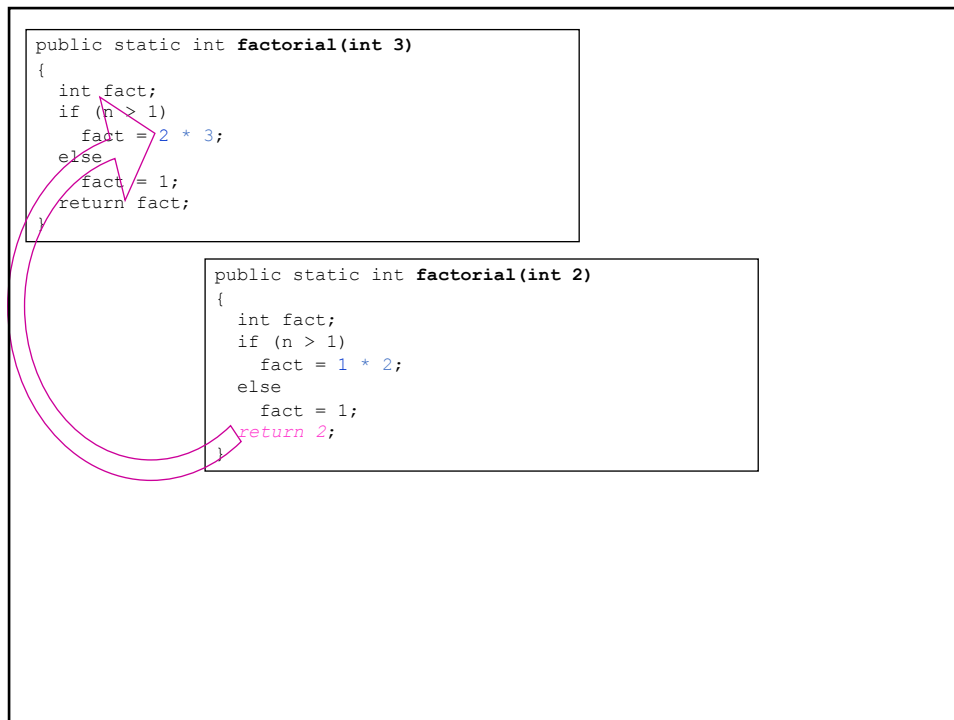 public static int factorial(int 3)
{
  int fact;
  if (n > 1)
    fact = 2 * 3;
  else
    fact = 1;
  return fact;
}
public static int factorial(int 2)
{
  int fact;
  if (n > 1)
    fact = 1 * 2;
  else
    fact = 1;
  return 2;
}